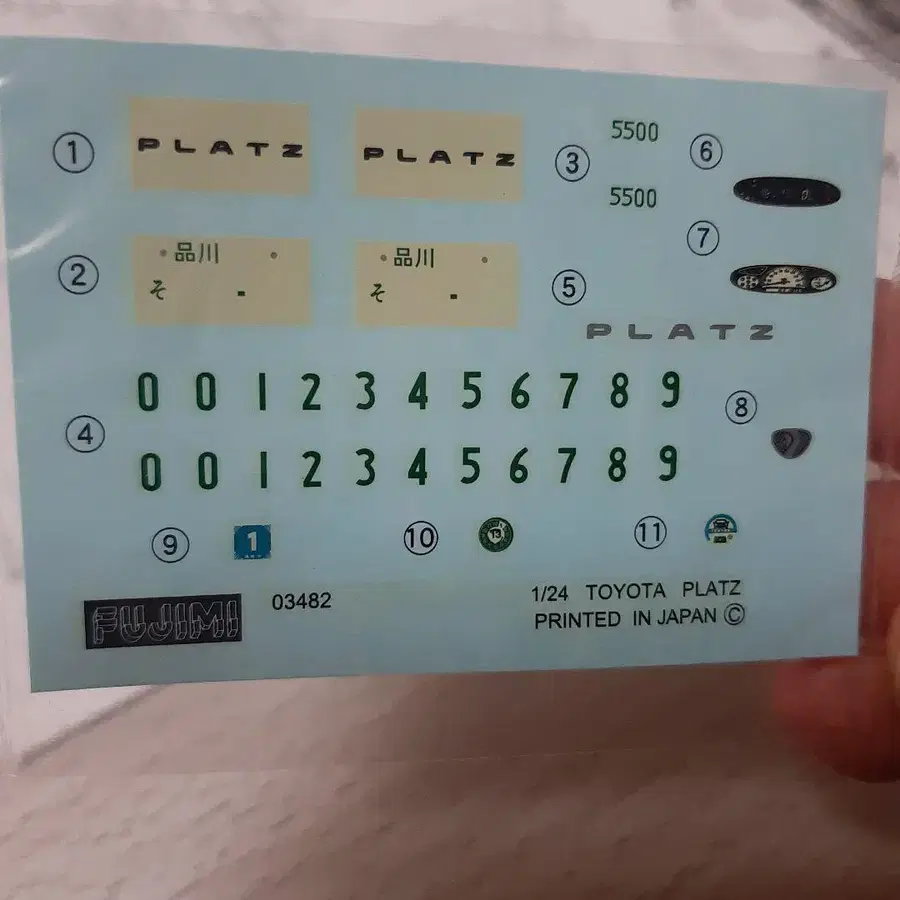 ① PLATZ PLATZ ③ 5500 ⑥
5500
② 品川 品川 ⑦
そ - そ - ⑤
PLATZ
④ 0 0 1 2 3 4 5 6 7 8 9 ⑧
0 0 1 2 3 4 5 6 7 8 9
⑨ 1 ⑩ 13 ⑪
FUJIMI 03482 1/24 TOYOTA PLATZ
PRINTED IN JAPAN ©